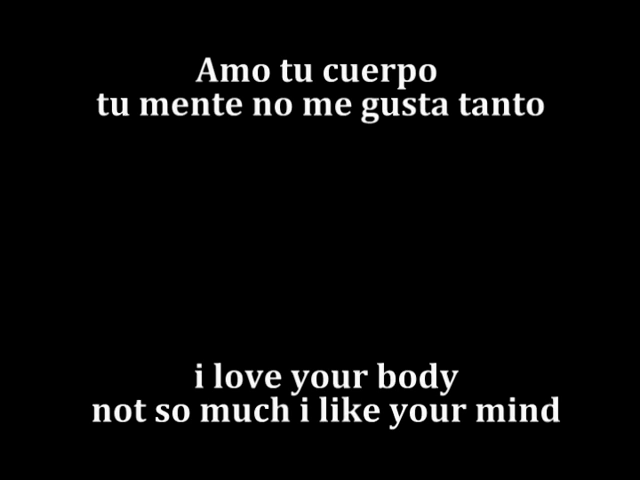 Amo tu cuerpo
tu mente no me gusta tanto
i love your body
not so much i like your mind